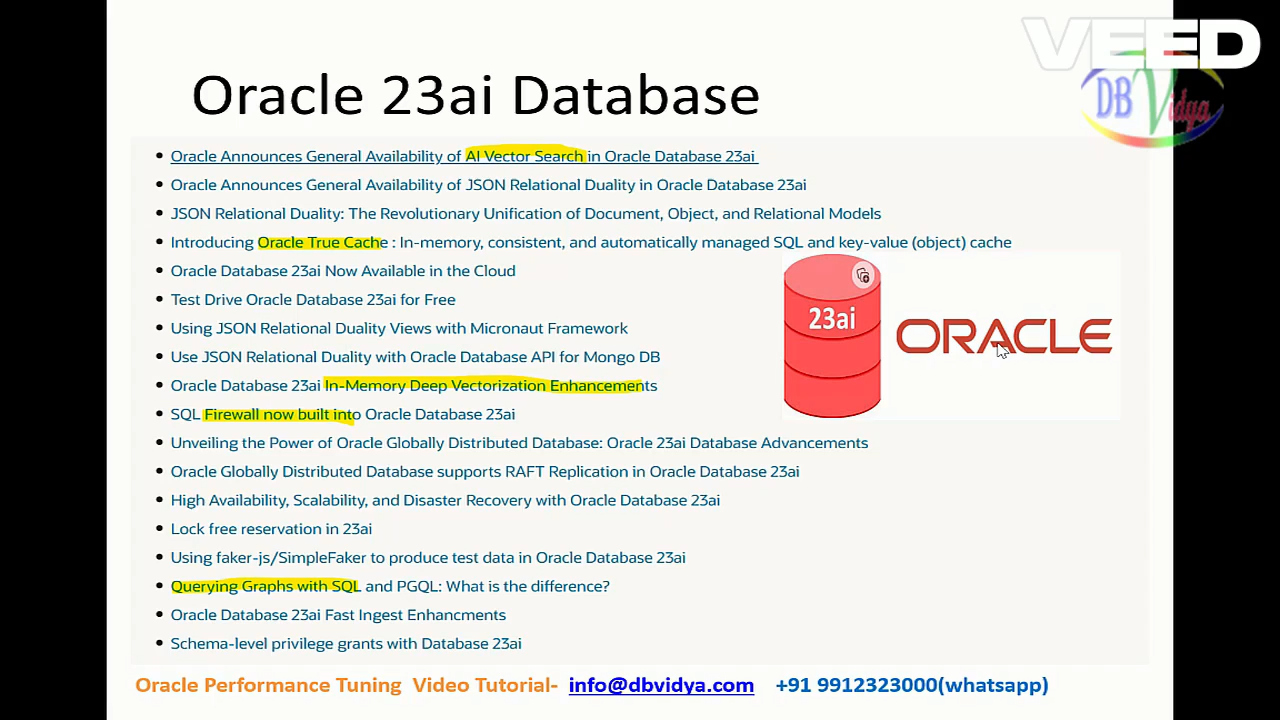 VEED
DB Vidya
Oracle 23ai Database
• Oracle Announces General Availability of AI Vector Search in Oracle Database 23ai
• Oracle Announces General Availability of JSON Relational Duality in Oracle Database 23ai
• JSON Relational Duality: The Revolutionary Unification of Document, Object, and Relational Models
• Introducing Oracle True Cache : In-memory, consistent, and automatically managed SQL and key-value (object) cache
• Oracle Database 23ai Now Available in the Cloud
• Test Drive Oracle Database 23ai for Free
• Using JSON Relational Duality Views with Micronaut Framework
• Use JSON Relational Duality with Oracle Database API for Mongo DB
• Oracle Database 23ai In-Memory Deep Vectorization Enhancements
• SQL Firewall now built into Oracle Database 23ai
• Unveiling the Power of Oracle Globally Distributed Database: Oracle 23ai Database Advancements
• Oracle Globally Distributed Database supports RAFT Replication in Oracle Database 23ai
• High Availability, Scalability, and Disaster Recovery with Oracle Database 23ai
• Lock free reservation in 23ai
• Using faker-js/SimpleFaker to produce test data in Oracle Database 23ai
• Querying Graphs with SQL and PGQL: What is the difference?
• Oracle Database 23ai Fast Ingest Enhancments
• Schema-level privilege grants with Database 23ai
23ai
ORACLE
Oracle Performance Tuning Video Tutorial- info@dbvidya.com +91 9912323000(whatsapp)